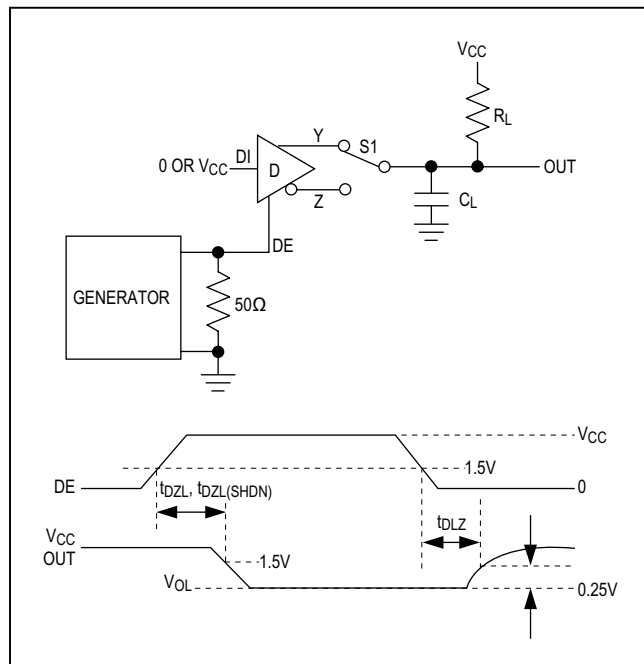 VCC
RL
Y
S1
0 OR VCC
DI
D
OUT
Z
CL
DE
GENERATOR
50Ω
VCC
1.5V
DE
0
tDZL, tDZL(SHDN)
tDLZ
VCC
OUT
1.5V
VOL
0.25V